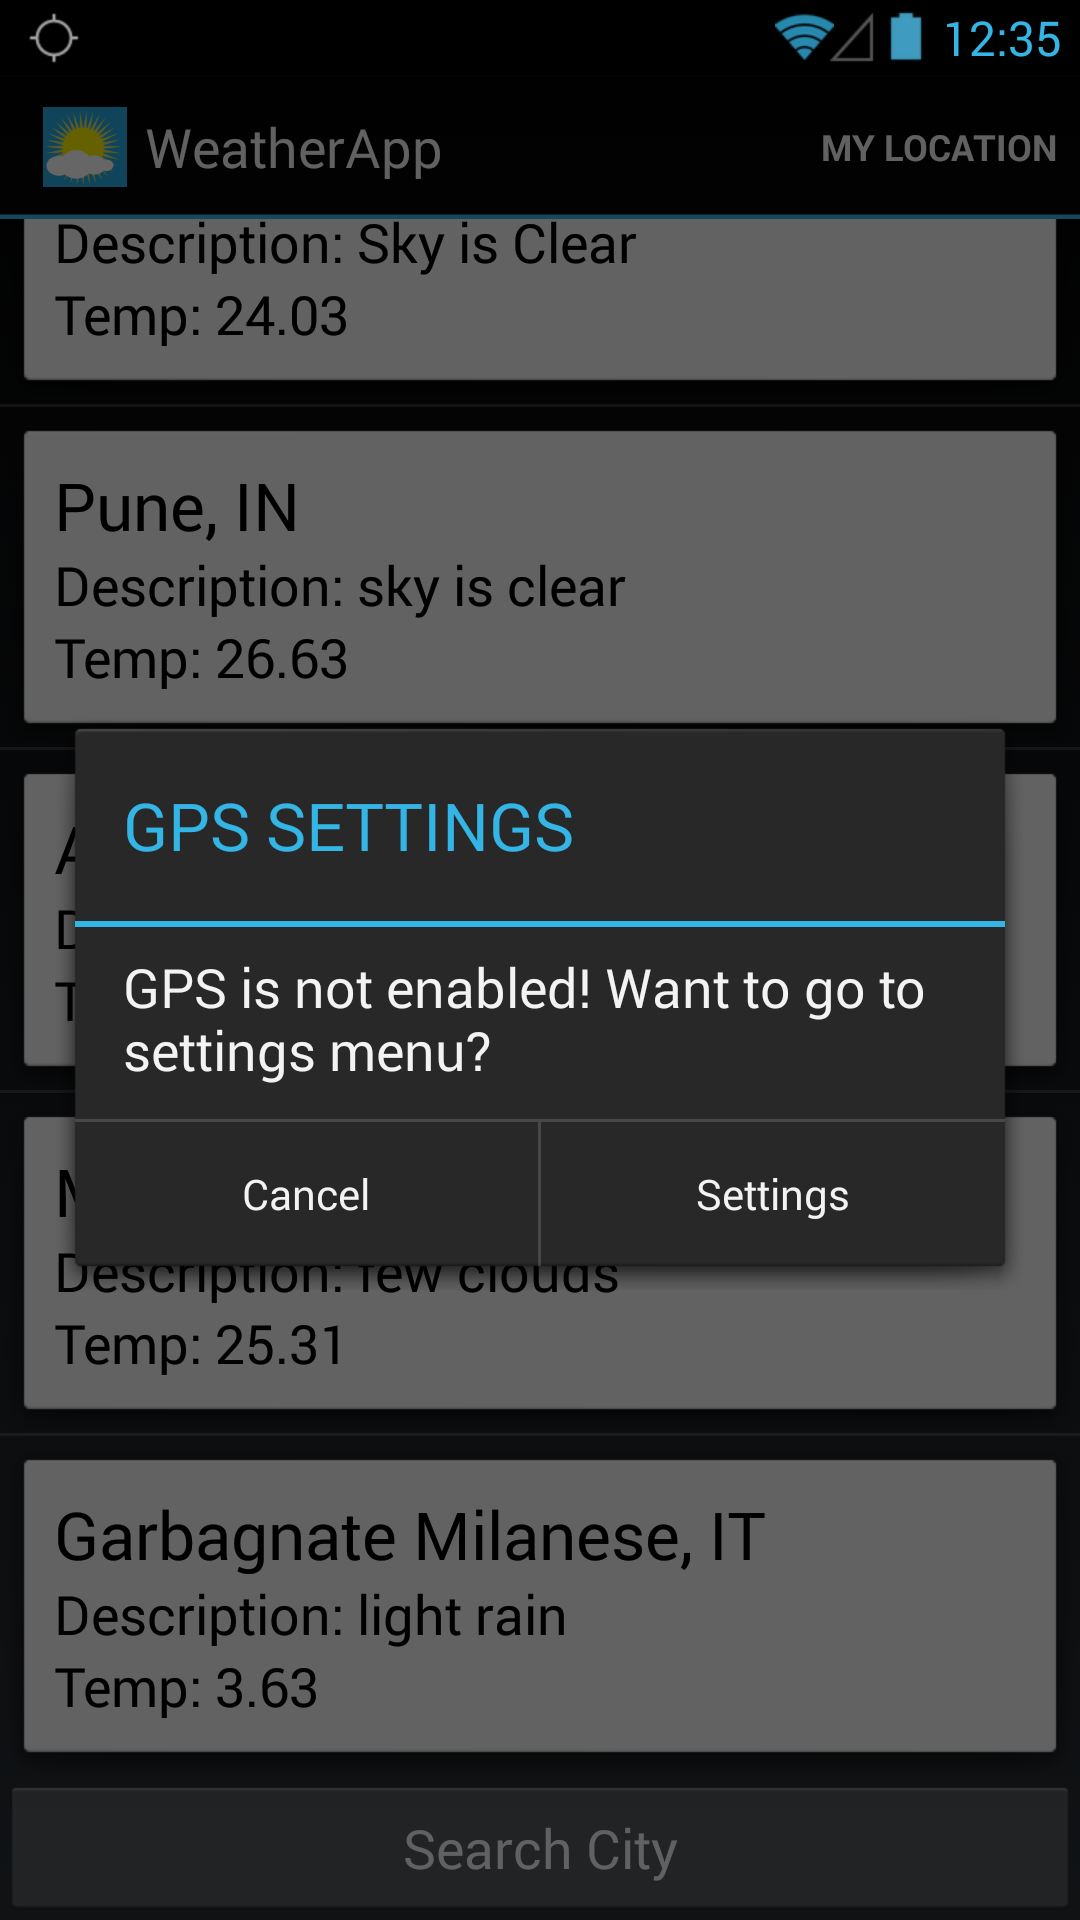 12:35
WeatherApp
MY LOCATION
Description: Sky is Clear
Temp: 24.03
Pune, IN
Description: sky is clear
Temp: 26.63
GPS SETTINGS
GPS is not enabled! Want to go to
settings menu?
Cancel
Settings
Description: few clouds
Temp: 25.31
Garbagnate Milanese, IT
Description: light rain
Temp: 3.63
Search City